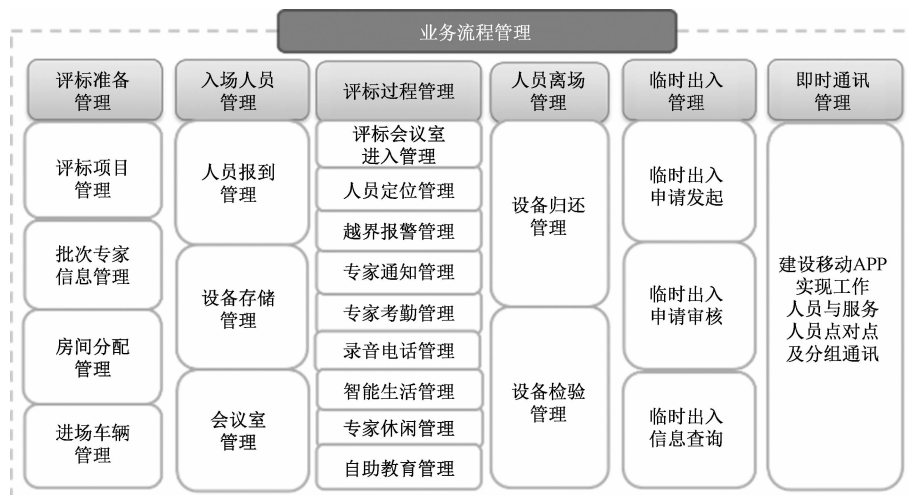 业务流程管理
评标准备
管理
入场人员
管理
评标过程管理
人员离场
管理
临时出入
管理
即时通讯
管理
评标项目
管理
批次专家
信息管理
房间分配
管理
进场车辆
管理
人员报到
管理
设备存储
管理
会议室
管理
评标会议室
进入管理
人员定位管理
越界报警管理
专家通知管理
专家考勤管理
录音电话管理
智能生活管理
专家休闲管理
自助教育管理
设备归还
管理
设备检验
管理
临时出入
申请发起
临时出入
申请审核
临时出入
信息查询
建设移动APP
实现工作
人员与服务
人员点对点
及分组通讯